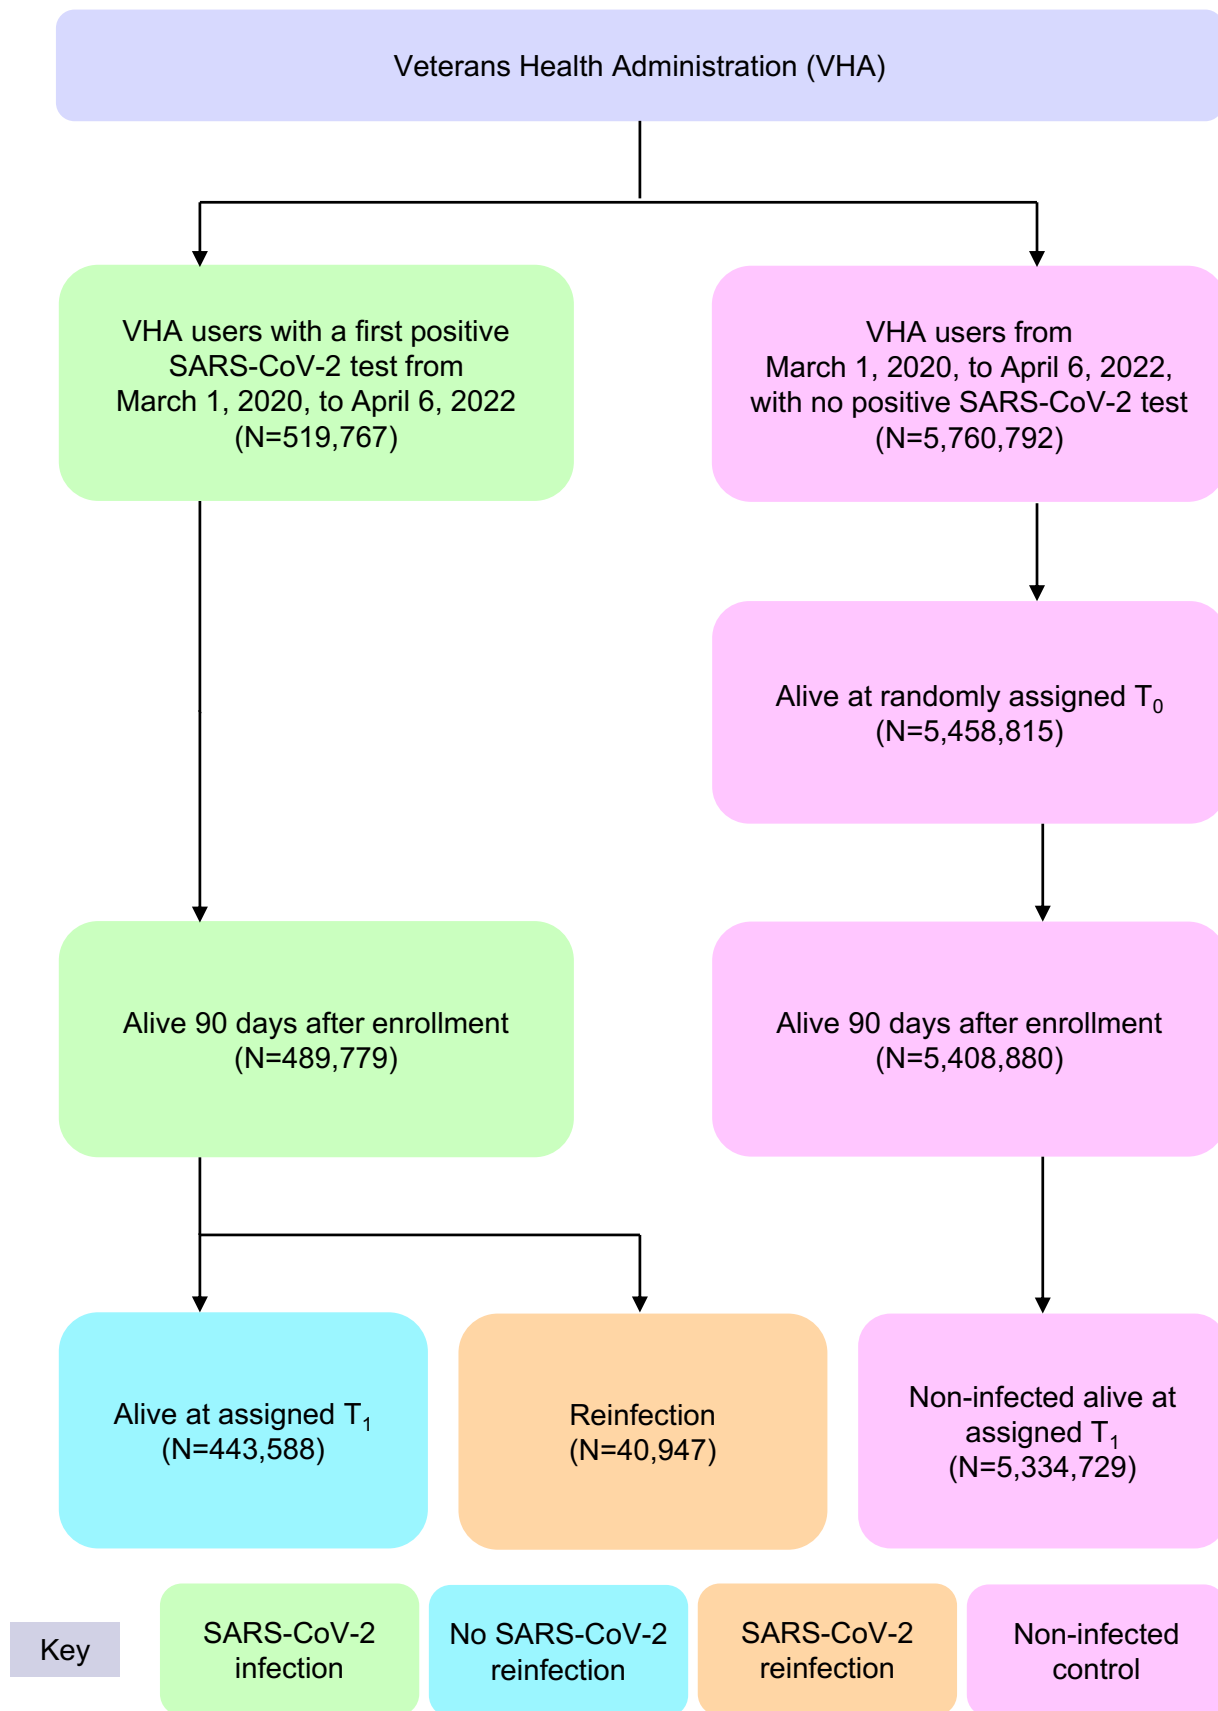 Veterans Health Administration (VHA)
VHA users with a first positive
SARS-CoV-2 test from
March 1, 2020, to April 6, 2022
(N=519,767)
VHA users from
March 1, 2020, to April 6, 2022,
with no positive SARS-CoV-2 test
(N=5,760,792)
Alive at randomly assigned T₀
(N=5,458,815)
Alive 90 days after enrollment
(N=489,779)
Alive 90 days after enrollment
(N=5,408,880)
Alive at assigned T₁
(N=443,588)
Reinfection
(N=40,947)
Non-infected alive at
assigned T₁
(N=5,334,729)
Key
SARS-CoV-2
infection
No SARS-CoV-2
reinfection
SARS-CoV-2
reinfection
Non-infected
control